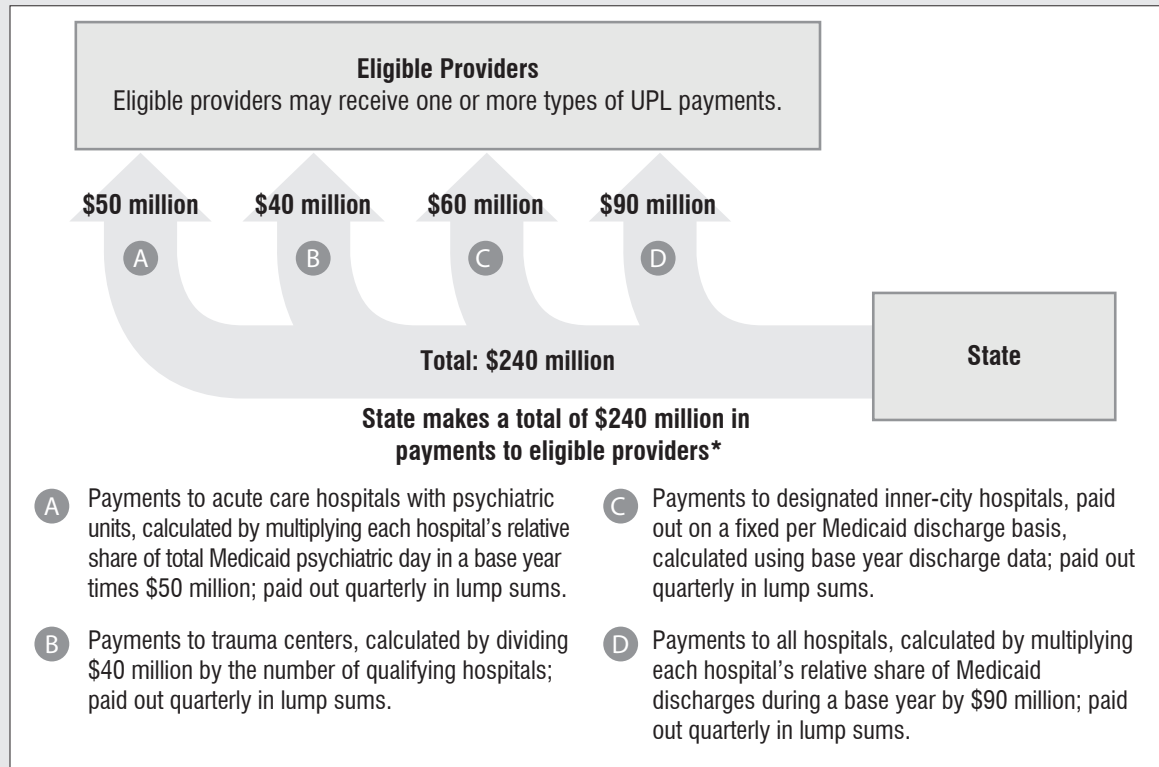 Eligible Providers
Eligible providers may receive one or more types of UPL payments.
$50 million
$40 million
$60 million
$90 million
A
B
C
D
Total: $240 million
State
State makes a total of $240 million in
payments to eligible providers*
A
Payments to acute care hospitals with psychiatric
units, calculated by multiplying each hospital's relative
share of total Medicaid psychiatric day in a base year
times $50 million; paid out quarterly in lump sums.
B
Payments to trauma centers, calculated by dividing
$40 million by the number of qualifying hospitals;
paid out quarterly in lump sums.
C
Payments to designated inner-city hospitals, paid
out on a fixed per Medicaid discharge basis,
calculated using base year discharge data; paid out
quarterly in lump sums.
D
Payments to all hospitals, calculated by multiplying
each hospital's relative share of Medicaid
discharges during a base year by $90 million; paid
out quarterly in lump sums.